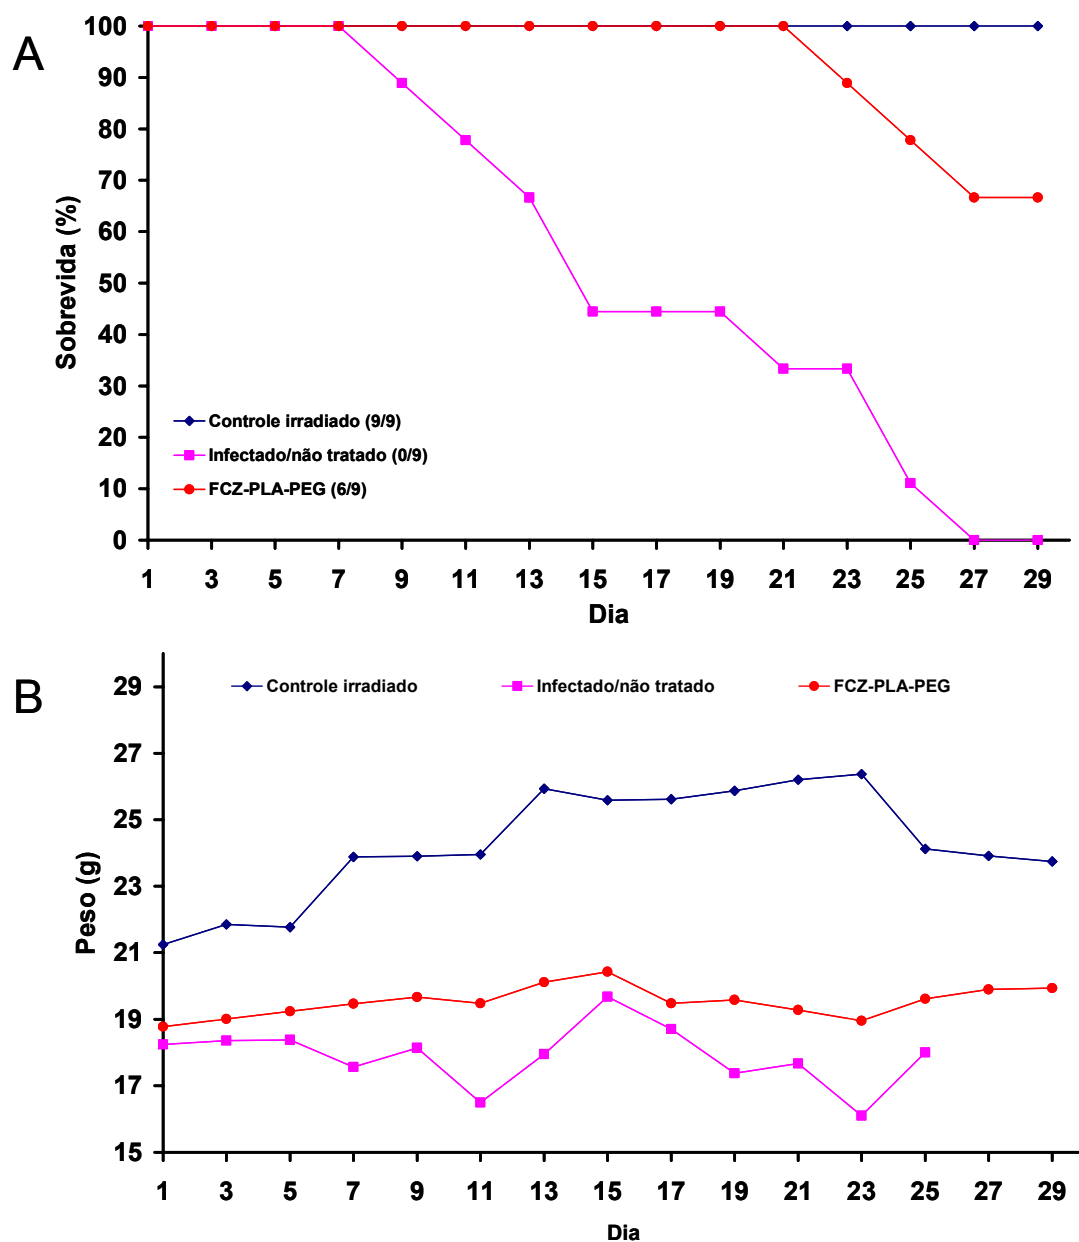 A
100
90
80
70
60
50
40
30
20
10
0
Sobrevida (%)
Controle irradiado (9/9)
Infectado/não tratado (0/9)
FCZ-PLA-PEG (6/9)
1 3 5 7 9 11 13 15 17 19 21 23 25 27 29
Dia
B
Controle irradiado Infectado/não tratado FCZ-PLA-PEG
29
27
25
23
21
19
17
15
Peso (g)
1 3 5 7 9 11 13 15 17 19 21 23 25 27 29
Dia